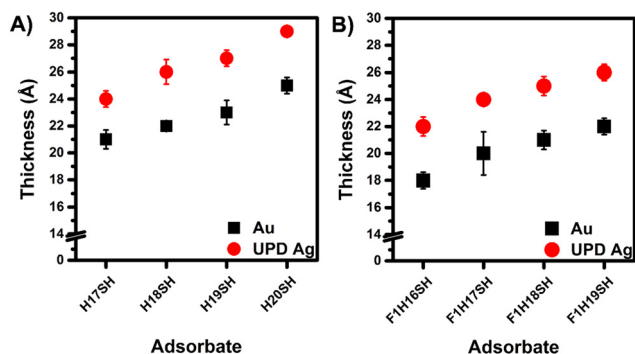 A)
Thickness (Å)
30
28
26
24
22
20
18
16
14
0
Au
UPD Ag
H17SH
H18SH
H19SH
H20SH
Adsorbate
B)
Thickness (Å)
30
28
26
24
22
20
18
16
14
0
Au
UPD Ag
F1H16SH
F1H17SH
F1H18SH
F1H19SH
Adsorbate